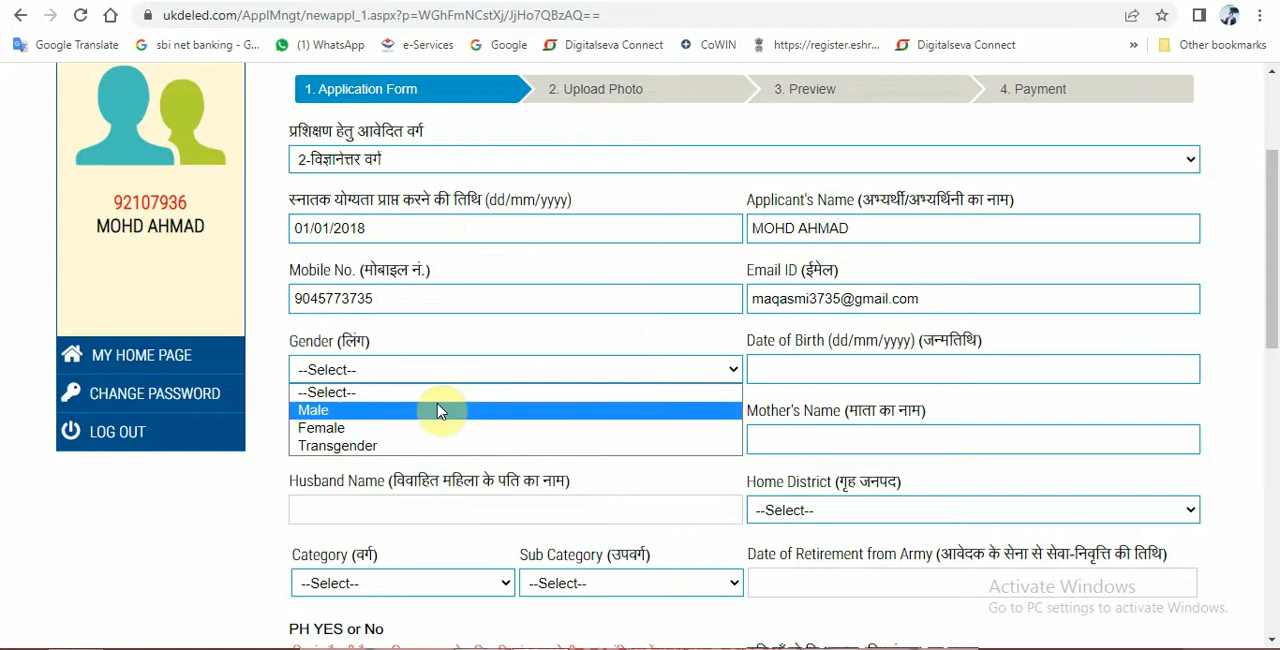 ukdeled.com/ApplMngt/newappl_1.aspx?p=WGhFmNCstXj/JjHo7QBzAQ==
Google Translate
sbi net banking - G...
(1) WhatsApp
e-Services
Google
Digitalseva Connect
CoWIN
https://register.eshr...
Digitalseva Connect
»
Other bookmarks
1. Application Form
2. Upload Photo
3. Preview
4. Payment
92107936
MOHD AHMAD
MY HOME PAGE
CHANGE PASSWORD
LOG OUT
प्रशिक्षण हेतु आवेदित वर्ग
2-विज्ञानेत्तर वर्ग
स्नातक योग्यता प्राप्त करने की तिथि (dd/mm/yyyy)
Applicant's Name (अभ्यर्थी/अभ्यर्थिनी का नाम)
01/01/2018
MOHD AHMAD
Mobile No. (मोबाइल नं.)
Email ID (ईमेल)
9045773735
maqasmi3735@gmail.com
Gender (लिंग)
Date of Birth (dd/mm/yyyy) (जन्मतिथि)
--Select--
--Select--
Male
Female
Transgender
Mother's Name (माता का नाम)
Husband Name (विवाहित महिला के पति का नाम)
Home District (गृह जनपद)
--Select--
Category (वर्ग)
Sub Category (उपवर्ग)
Date of Retirement from Army (आवेदक के सेना से सेवा-निवृत्ति की तिथि)
--Select--
--Select--
Activate Windows
Go to PC settings to activate Windows.
PH YES or No